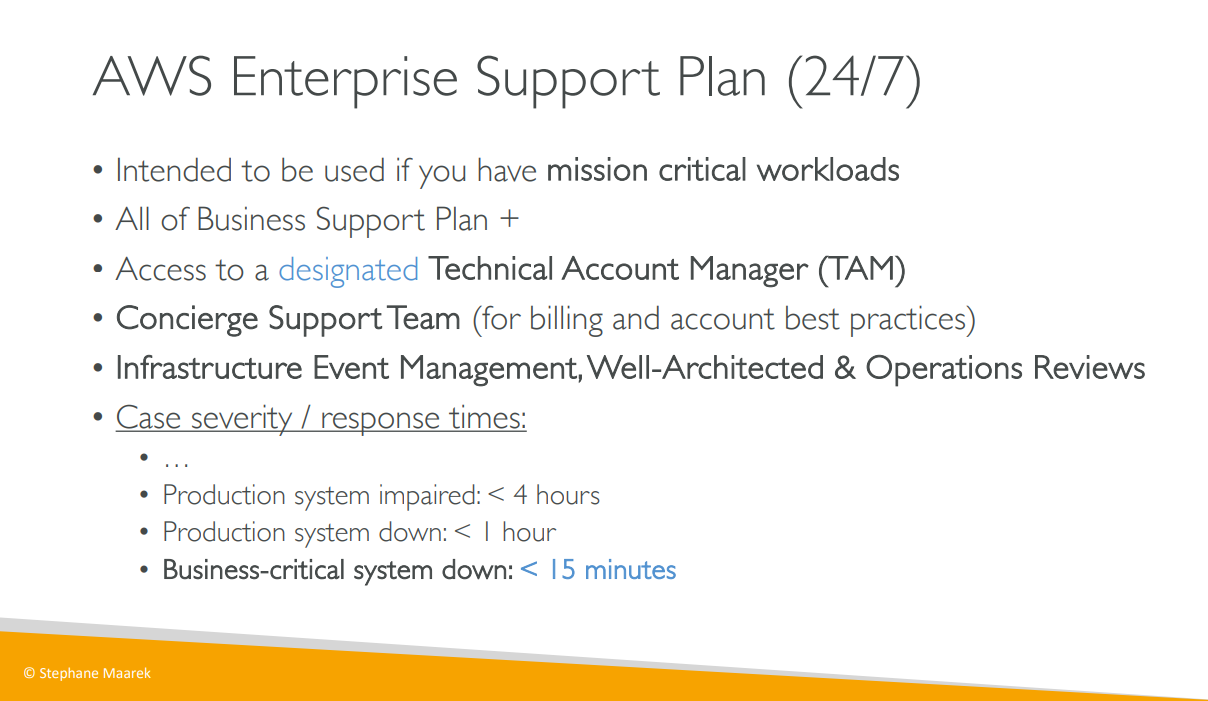 AWS Enterprise Support Plan (24/7)
• Intended to be used if you have mission critical workloads
• All of Business Support Plan +
• Access to a designated Technical Account Manager (TAM)
• Concierge Support Team (for billing and account best practices)
• Infrastructure Event Management, Well-Architected & Operations Reviews
• Case severity / response times:
• …
• Production system impaired: < 4 hours
• Production system down: < 1 hour
• Business-critical system down: < 15 minutes
© Stephane Maarek